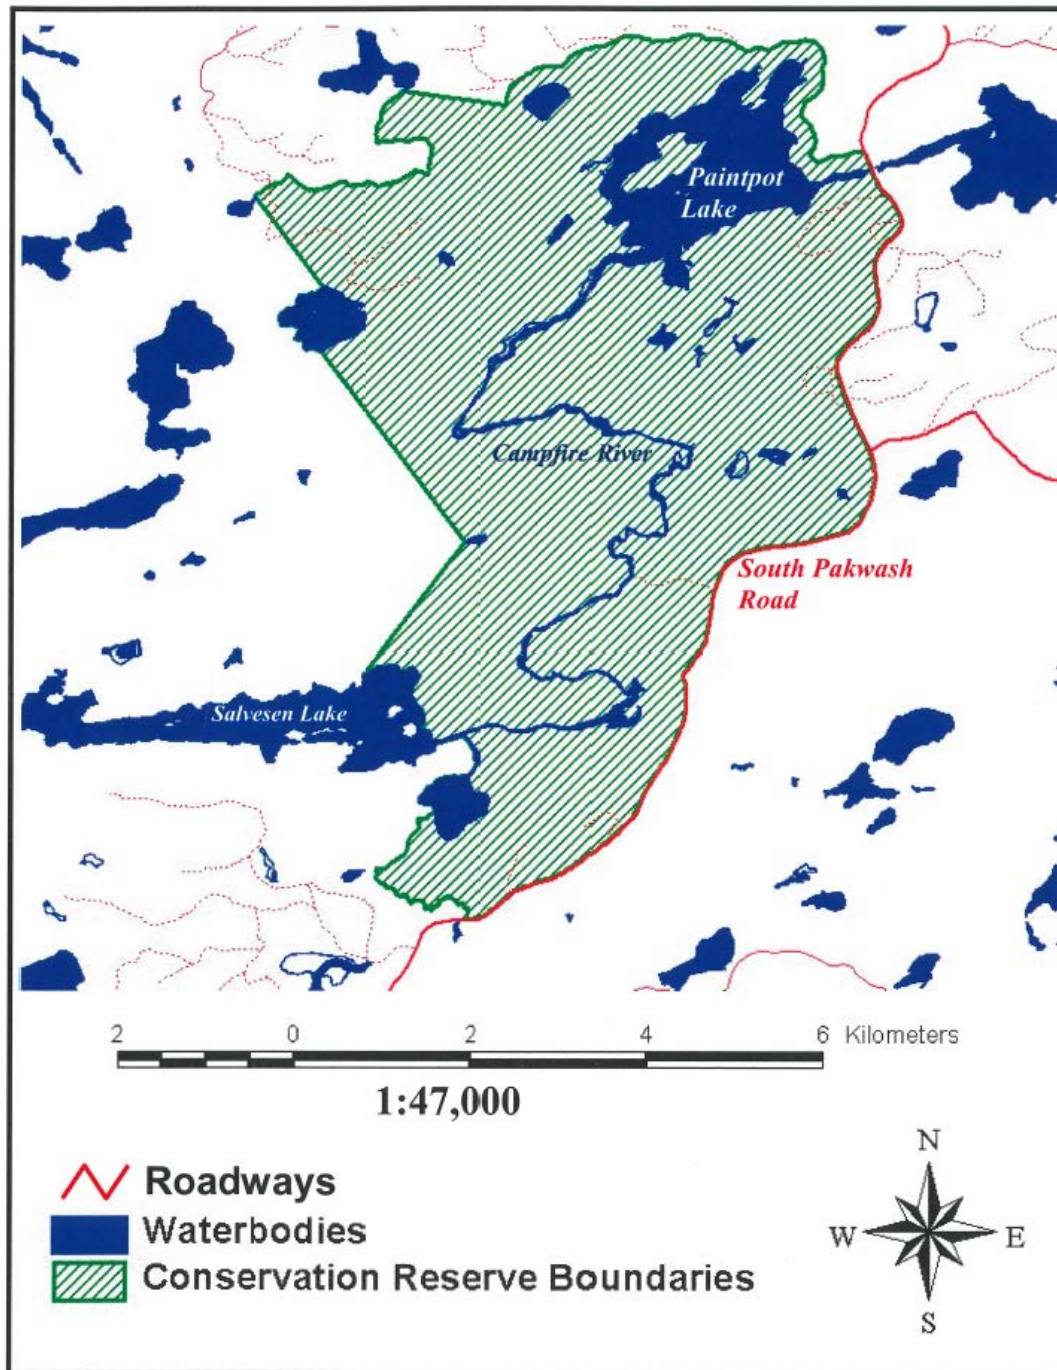 Paintpot
Lake
Campfire River
South Pakwash
Road
Salvesen Lake
2 0 2 4 6 Kilometers
1:47,000
N
Roadways
Waterbodies
W E
Conservation Reserve Boundaries
S